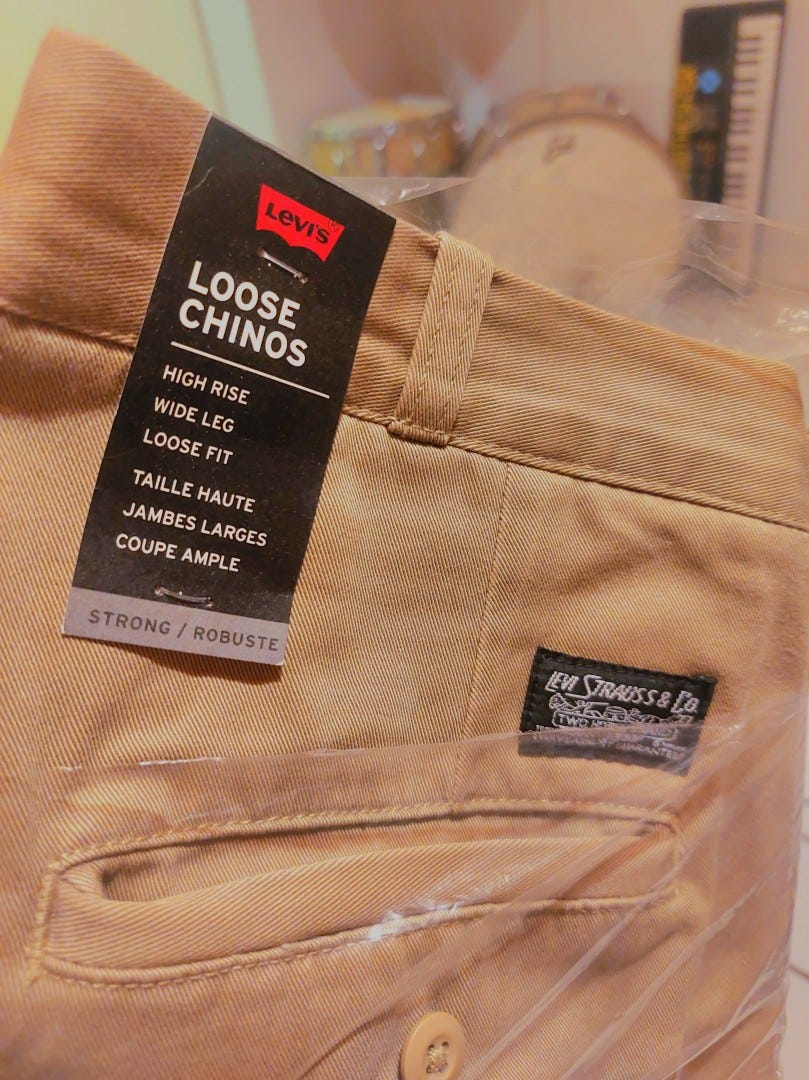 Levi's®
LOOSE
CHINOS
HIGH RISE
WIDE LEG
LOOSE FIT
TAILLE HAUTE
JAMBES LARGES
COUPE AMPLE
STRONG / ROBUSTE
LEVI STRAUSS & CO.
TWO